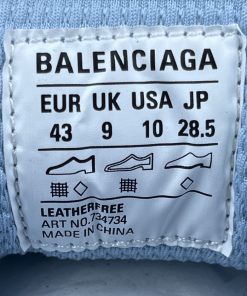 BALENCIAGA
EUR UK USA JP
43 9 10 28.5
LEATHERFREE
ART NO.734734
MADE IN CHINA